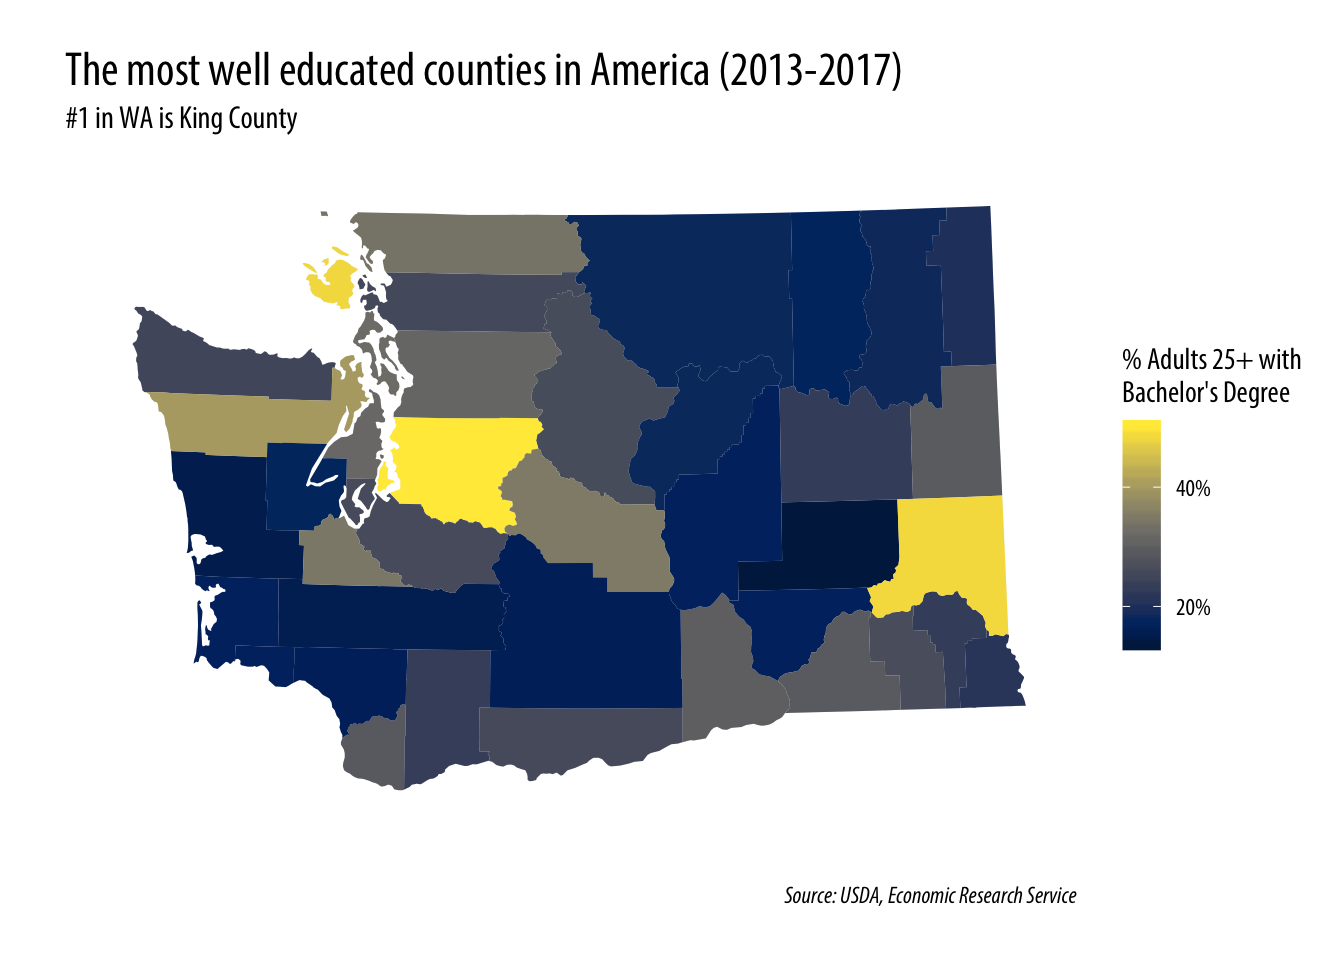 The most well educated counties in America (2013-2017)
#1 in WA is King County
% Adults 25+ with
Bachelor's Degree
40%
20%
Source: USDA, Economic Research Service